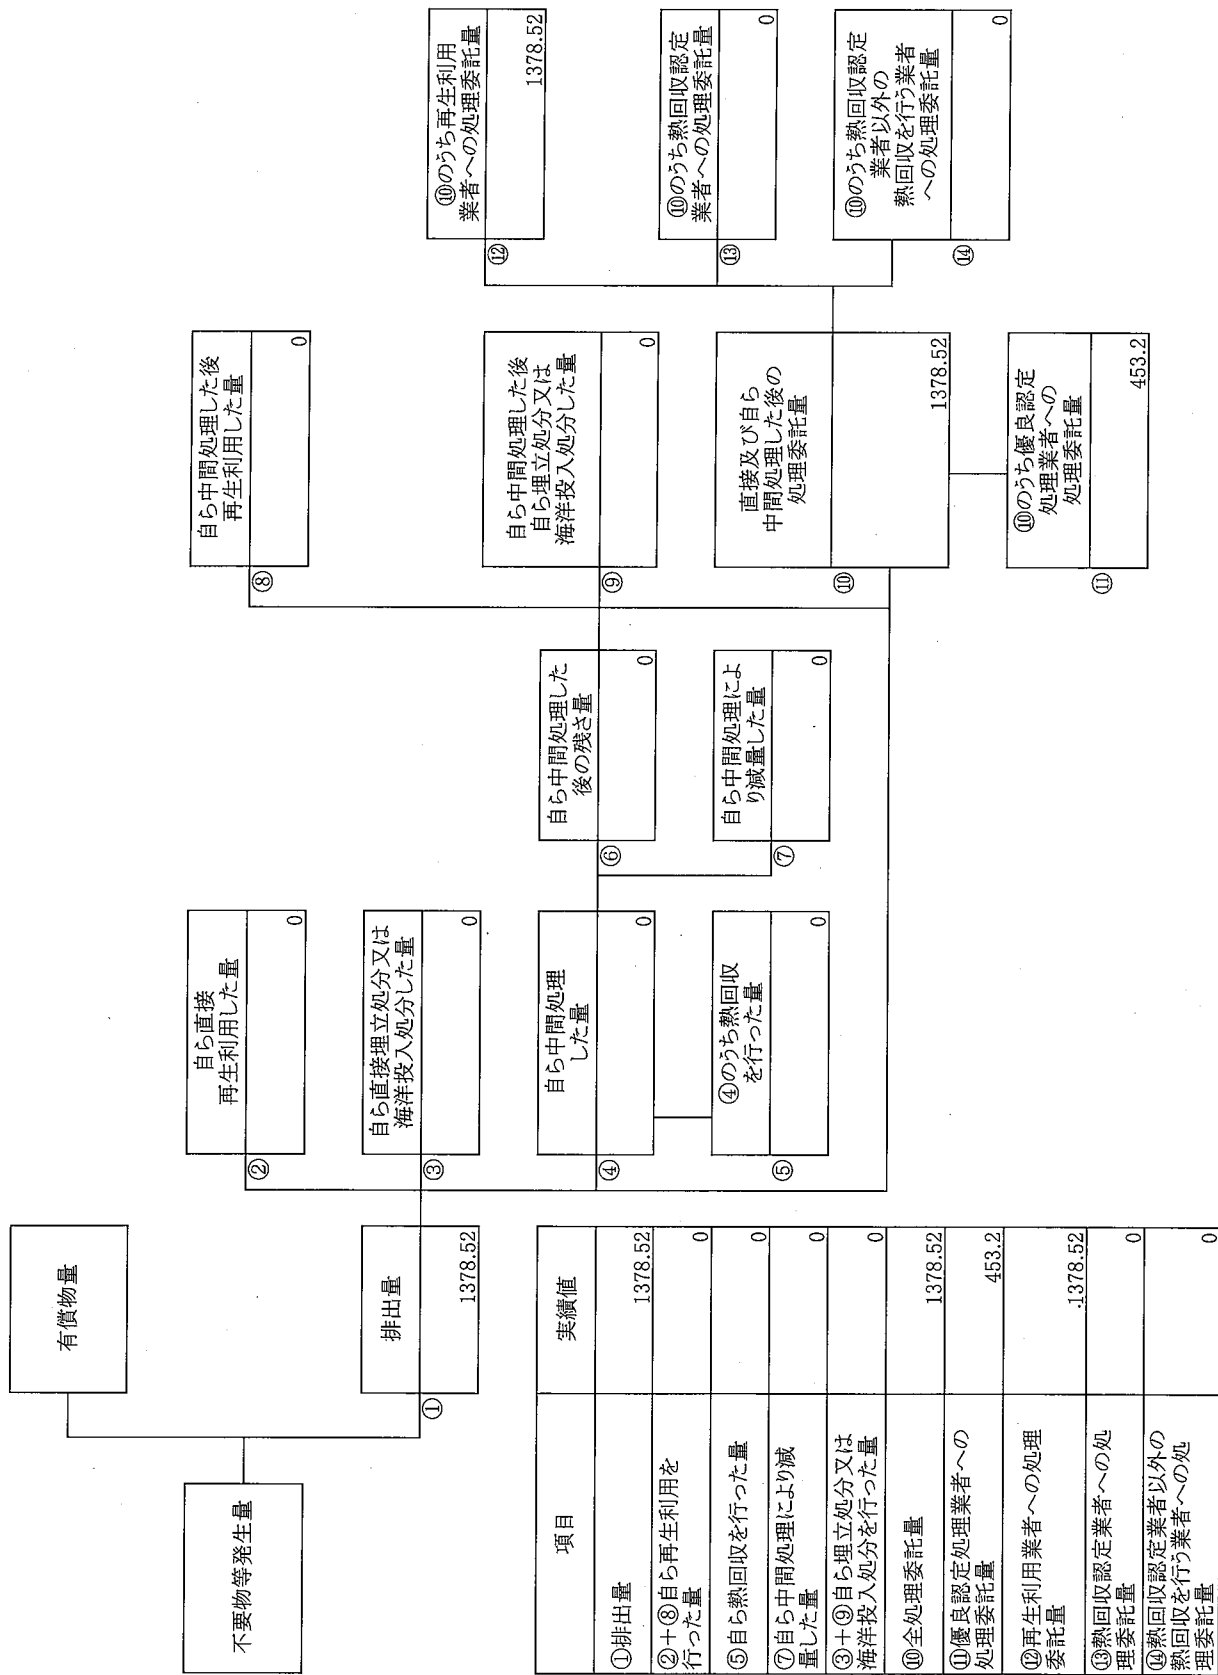 不要物等発生量
有償物量
①
排出量
1378.52
②
自ら直接
再生利用した量
0
③
自ら直接埋立処分又は
海洋投入処分した量
0
④
自ら中間処理
した量
0
⑤
④のうち熱回収
を行った量
0
⑥
自ら中間処理した
後の残さ量
0
⑦
自ら中間処理によ
り減量した量
0
⑧
自ら中間処理した後
再生利用した量
0
⑨
自ら中間処理した後
自ら埋立処分又は
海洋投入処分した量
0
⑩
直接及び自ら
中間処理した後の
処理委託量
1378.52
⑪
⑩のうち優良認定
処理業者への
処理委託量
453.2
⑫
⑩のうち再生利用
業者への処理委託量
1378.52
⑬
⑩のうち熱回収認定
業者への処理委託量
0
⑭
⑩のうち熱回収認定
業者以外の
熱回収を行う業者
への処理委託量
0
項目 実績値
①排出量 1378.52
②+⑧自ら再生利用を
行った量 0
⑤自ら熱回収を行った量 0
⑦自ら中間処理により減
量した量 0
③+⑨自ら埋立処分又は
海洋投入処分を行った量 0
⑩全処理委託量 1378.52
⑪優良認定処理業者への
処理委託量 453.2
⑫再生利用業者への処理
委託量 1378.52
⑬熱回収認定業者への処
理委託量 0
⑭熱回収認定業者以外の
熱回収を行う業者への処
理委託量 0